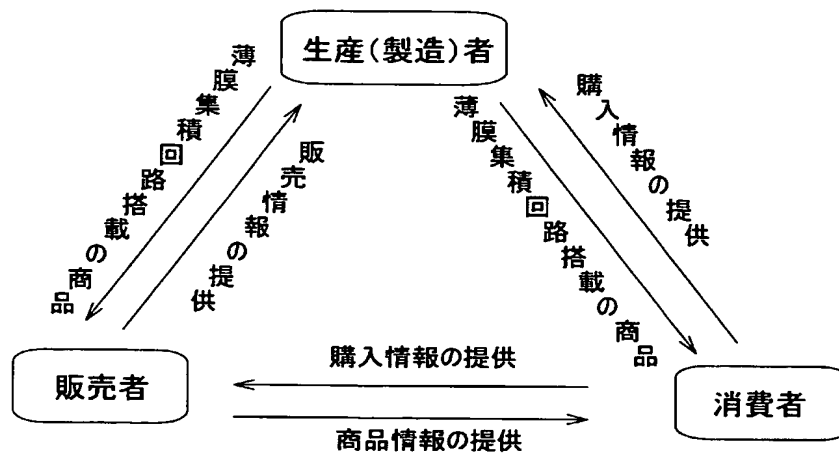 生産(製造)者
薄膜集積回路搭載の商品
販売情報の提供
薄膜集積回路搭載の商品
購入情報の提供
販売者
購入情報の提供
商品情報の提供
消費者